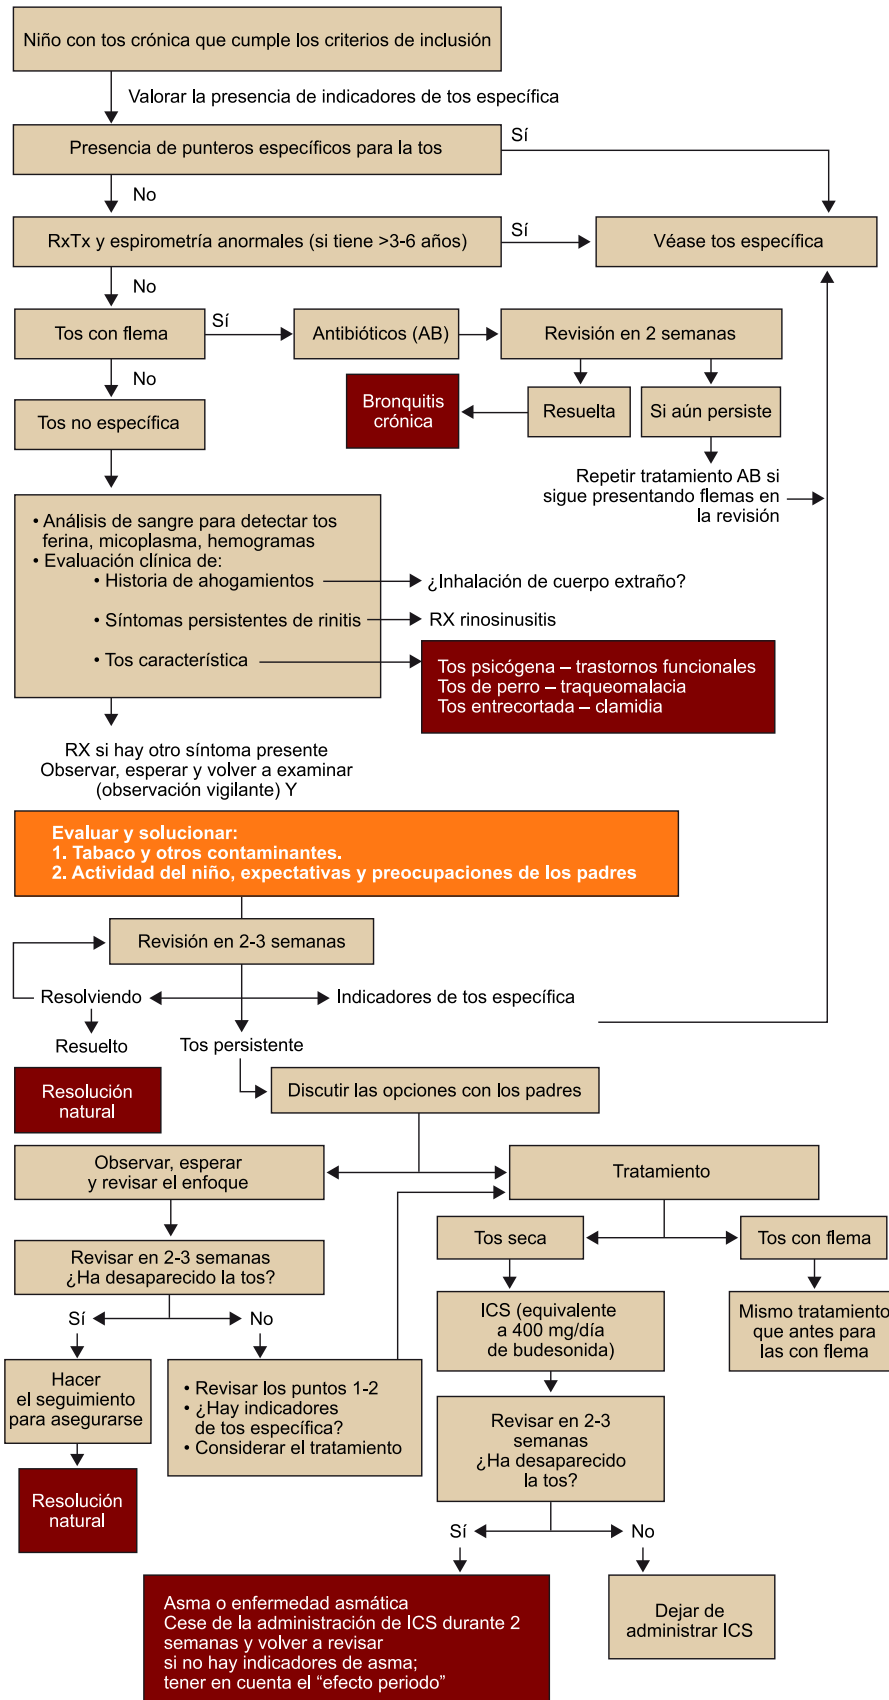 Niño con tos crónica que cumple los criterios de inclusión
Valorar la presencia de indicadores de tos específica
Presencia de punteros específicos para la tos
Sí
No
RxTx y espirometría anormales (si tiene >3-6 años)
Sí
Véase tos específica
No
Tos con flema
Sí
Antibióticos (AB)
Revisión en 2 semanas
No
Bronquitis
crónica
Resuelta
Si aún persiste
Tos no específica
Repetir tratamiento AB si
sigue presentando flemas en
la revisión
• Análisis de sangre para detectar tos
ferina, micoplasma, hemogramas
• Evaluación clínica de:
• Historia de ahogamientos
¿Inhalación de cuerpo extraño?
• Síntomas persistentes de rinitis
RX rinosinusitis
• Tos característica
Tos psicógena – trastornos funcionales
Tos de perro – traqueomalacia
Tos entrecortada – clamidia
RX si hay otro síntoma presente
Observar, esperar y volver a examinar
(observación vigilante) Y
Evaluar y solucionar:
1. Tabaco y otros contaminantes.
2. Actividad del niño, expectativas y preocupaciones de los padres
Revisión en 2-3 semanas
Resolviendo
Indicadores de tos específica
Resuelto
Tos persistente
Resolución
natural
Discutir las opciones con los padres
Observar, esperar
y revisar el enfoque
Tratamiento
Tos seca
Tos con flema
Revisar en 2-3 semanas
¿Ha desaparecido la tos?
Sí
No
ICS (equivalente
a 400 mg/día
de budesonida)
Mismo tratamiento
que antes para
las con flema
Hacer
el seguimiento
para asegurarse
• Revisar los puntos 1-2
• ¿Hay indicadores
de tos específica?
• Considerar el tratamiento
Revisar en 2-3
semanas
¿Ha desaparecido
la tos?
Resolución
natural
Sí
No
Asma o enfermedad asmática
Cese de la administración de ICS durante 2
semanas y volver a revisar
si no hay indicadores de asma;
tener en cuenta el “efecto periodo”
Dejar de
administrar ICS